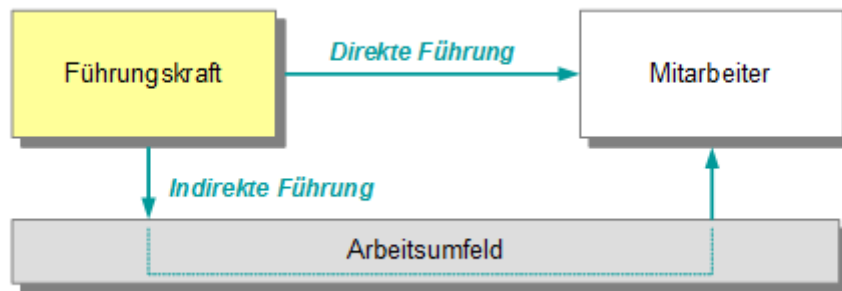 Führungskraft
Direkte Führung
Mitarbeiter
Indirekte Führung
Arbeitsumfeld